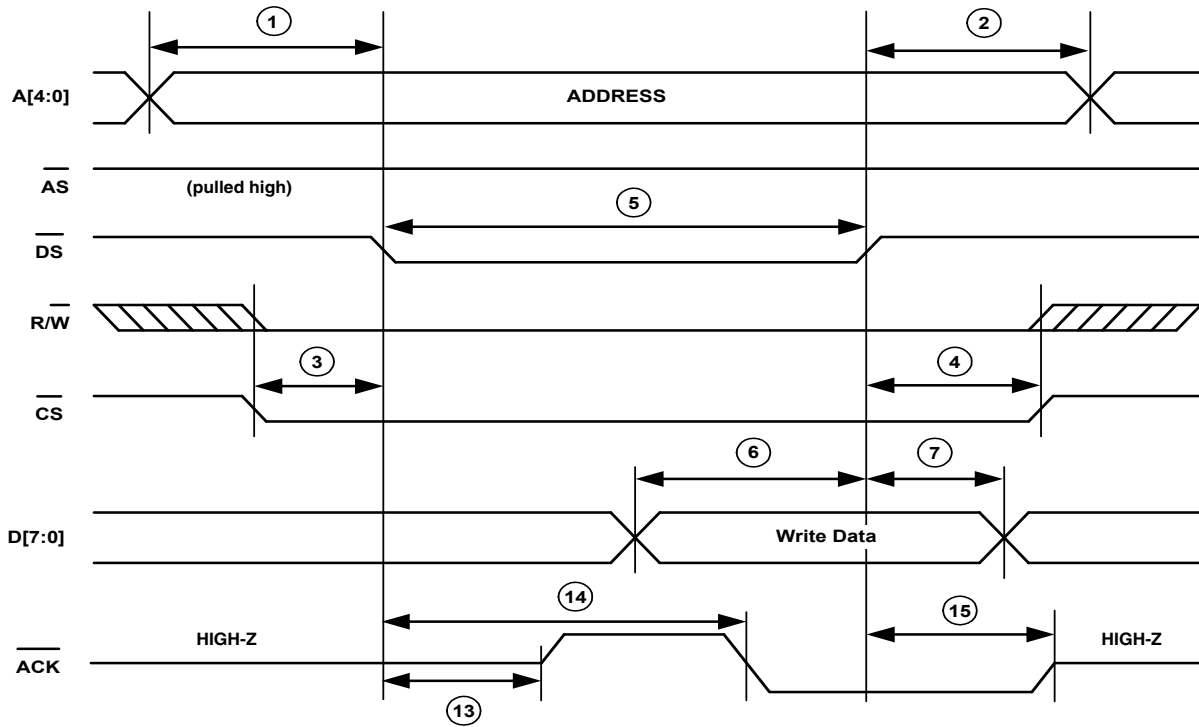 1
2
A[4:0]
ADDRESS
AS
(pulled high)
5
DS
R/W
3
4
CS
6
7
D[7:0]
Write Data
14
15
HIGH-Z
HIGH-Z
ACK
13